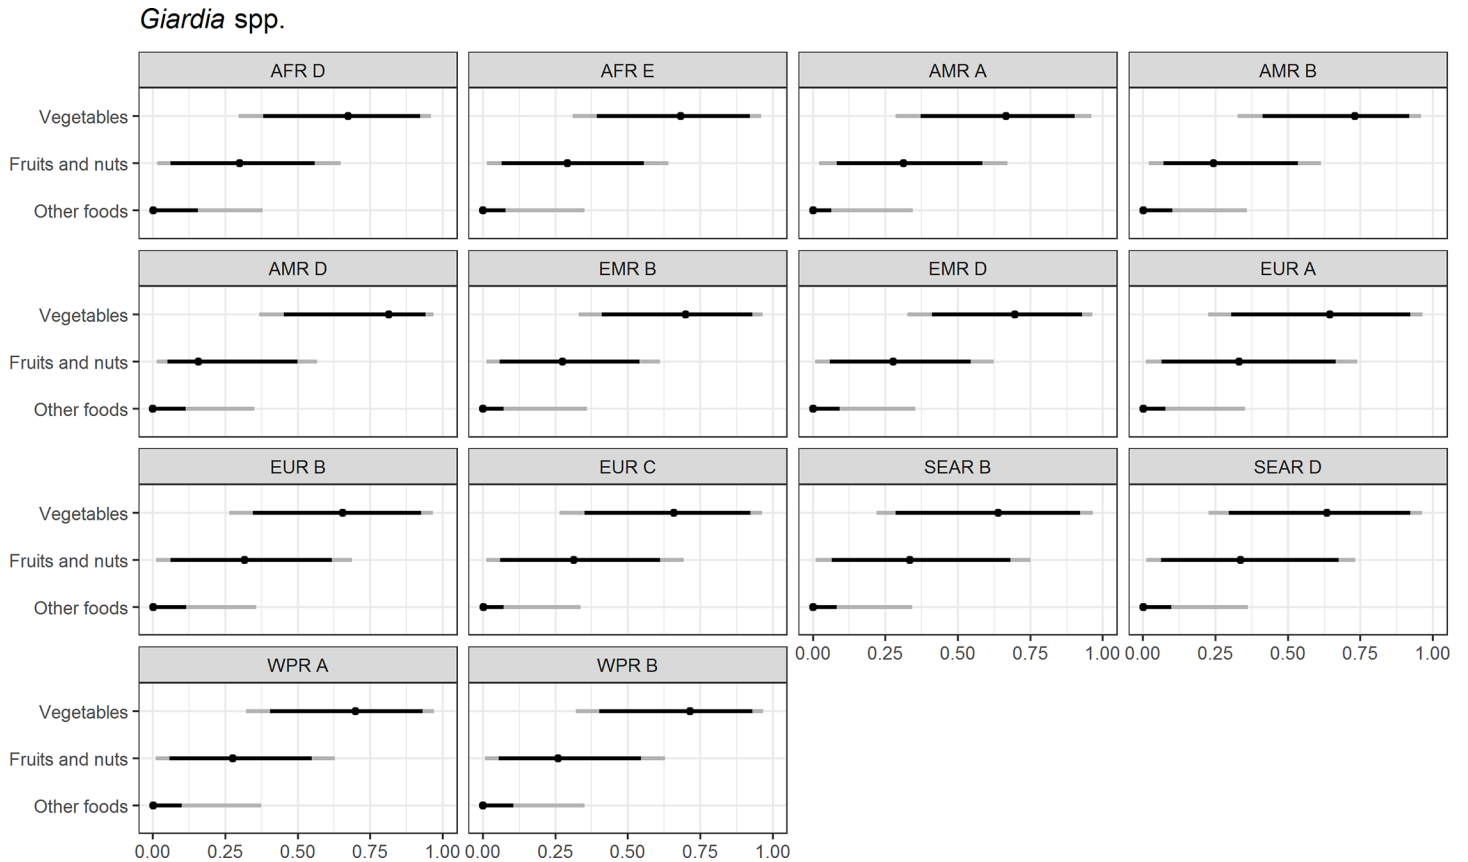 Giardia spp.
AFR D AFR E AMR A AMR B
Vegetables
Fruits and nuts
Other foods
AMR D EMR B EMR D EUR A
Vegetables
Fruits and nuts
Other foods
EUR B EUR C SEAR B SEAR D
Vegetables
Fruits and nuts
Other foods
0.00 0.25 0.50 0.75 1.00 0.00 0.25 0.50 0.75 1.00
WPR A WPR B
Vegetables
Fruits and nuts
Other foods
0.00 0.25 0.50 0.75 1.00 0.00 0.25 0.50 0.75 1.00